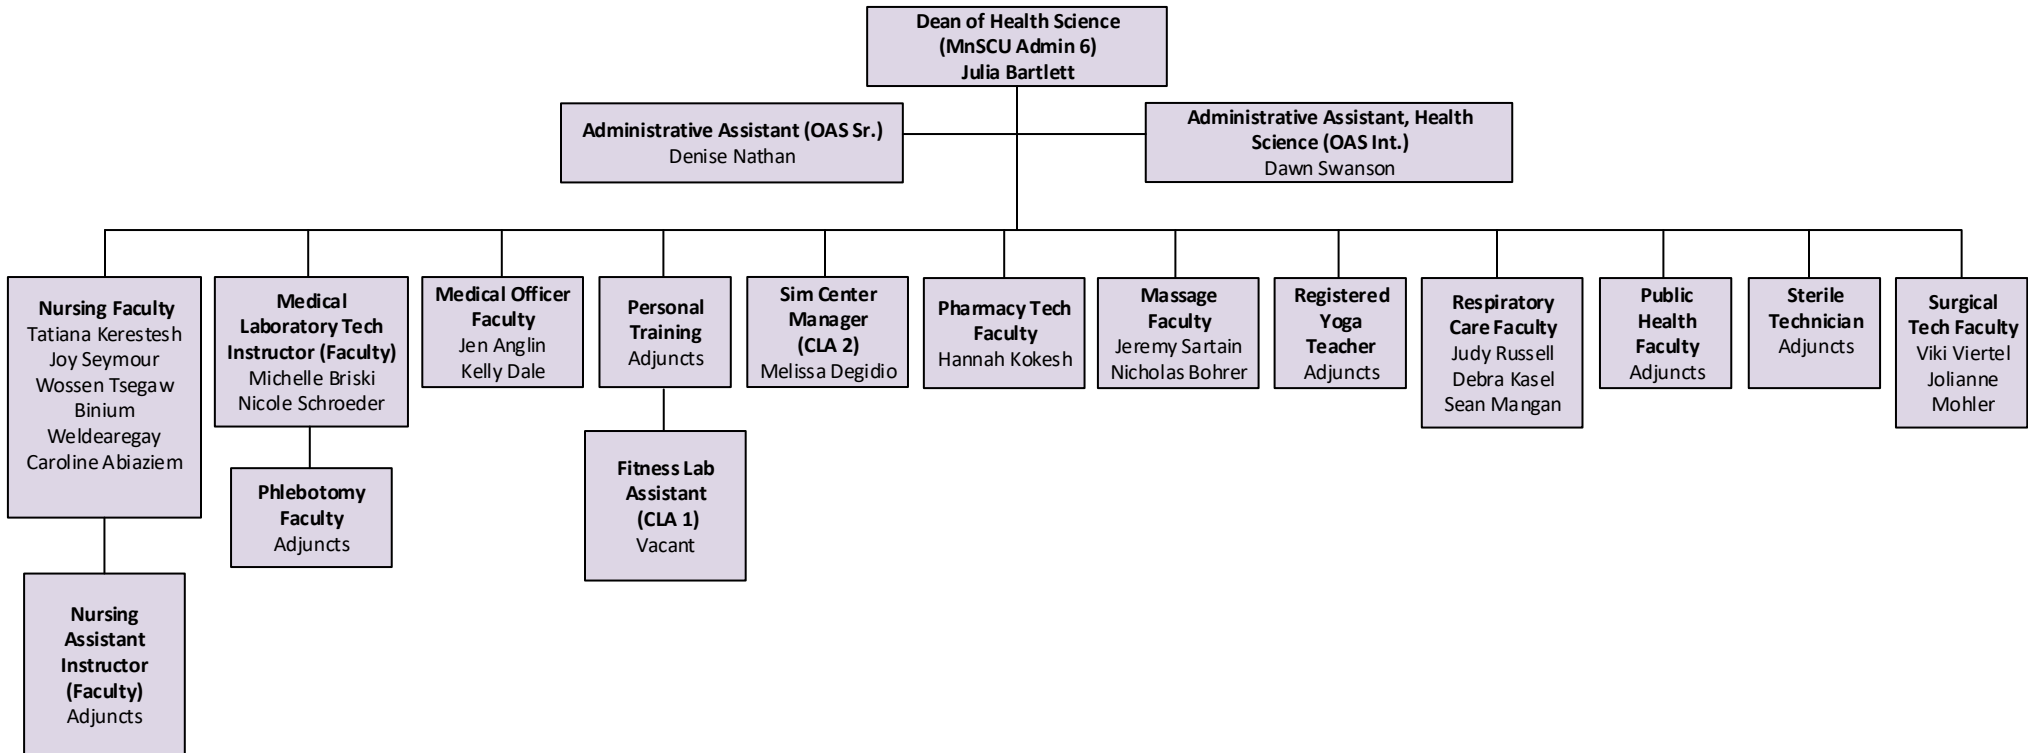 Dean of Health Science
(MnSCU Admin 6)
Julia Bartlett
Administrative Assistant (OAS Sr.)
Denise Nathan
Administrative Assistant, Health
Science (OAS Int.)
Dawn Swanson
Nursing Faculty
Tatiana Kerestesh
Joy Seymour
Wossen Tsegaw
Binium
Weldearegay
Caroline Abiaziem
Nursing
Assistant
Instructor
(Faculty)
Adjuncts
Medical
Laboratory Tech
Instructor (Faculty)
Michelle Briski
Nicole Schroeder
Phlebotomy
Faculty
Adjuncts
Medical Officer
Faculty
Jen Anglin
Kelly Dale
Personal
Training
Adjuncts
Fitness Lab
Assistant
(CLA 1)
Vacant
Sim Center
Manager
(CLA 2)
Melissa Degidio
Pharmacy Tech
Faculty
Hannah Kokesh
Massage
Faculty
Jeremy Sartain
Nicholas Bohrer
Registered
Yoga
Teacher
Adjuncts
Respiratory
Care Faculty
Judy Russell
Debra Kasel
Sean Mangan
Public
Health
Faculty
Adjuncts
Sterile
Technician
Adjuncts
Surgical
Tech Faculty
Viki Viertel
Jolianne
Mohler